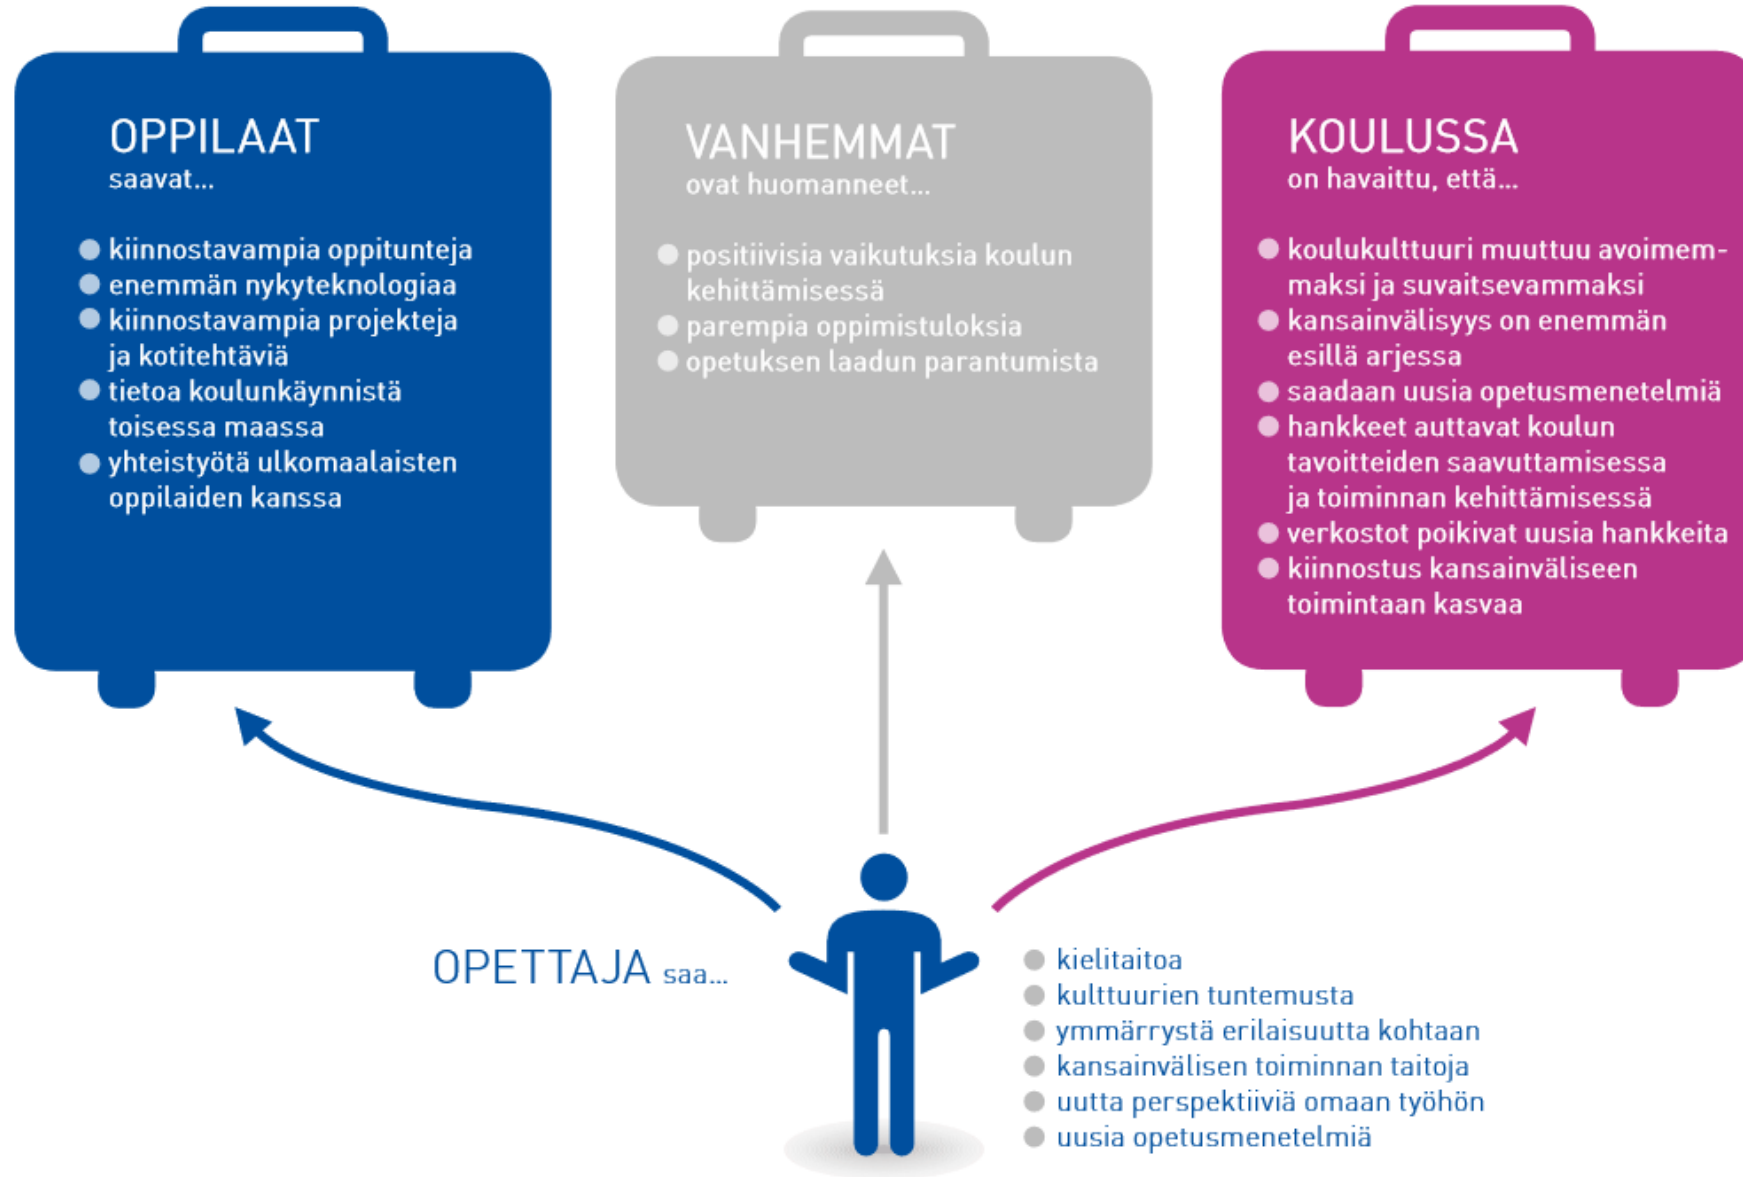 OPPILAAT
saavat...
kiinnostavampia oppitunteja
enemmän nykyteknologiaa
kiinnostavampia projekteja
ja kotitehtäviä
tietoa koulunkäynnistä
toisessa maassa
yhteistyötä ulkomaalaisten
oppilaiden kanssa
VANHEMMAT
ovat huomanneet...
positiivisia vaikutuksia koulun
kehittämisessä
parempia oppimistuloksia
opetuksen laadun parantumista
KOULUSSA
on havaittu, että...
koulukulttuuri muuttuu avoimem-
maksi ja suvaitsevammaksi
kansainvälisyys on enemmän
esillä arjessa
saadaan uusia opetusmenetelmiä
hankkeet auttavat koulun
tavoitteiden saavuttamisessa
ja toiminnan kehittämisessä
verkostot poikivat uusia hankkeita
kiinnostus kansainväliseen
toimintaan kasvaa
OPETTAJA saa...
kielitaitoa
kulttuurien tuntemusta
ymmärrystä erilaisuutta kohtaan
kansainvälisen toiminnan taitoja
uutta perspektiiviä omaan työhön
uusia opetusmenetelmiä